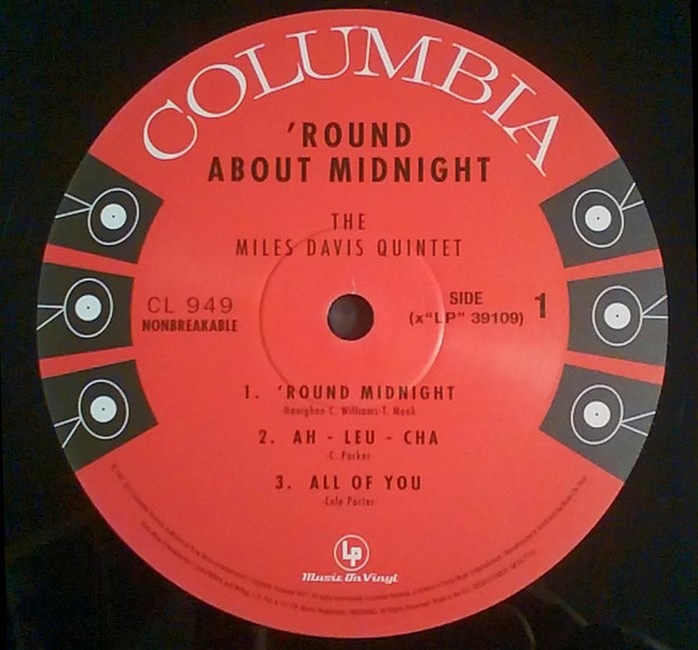 COLUMBIA
'ROUND
ABOUT MIDNIGHT
THE
MILES DAVIS QUINTET
CL 949
NONBREAKABLE
SIDE 1
(x"LP" 39109)
1. 'ROUND MIDNIGHT
-Hanighen C. Williams-T. Monk-
2. AH - LEU - CHA
-C. Parker-
3. ALL OF YOU
-Cole Porter-
LP
Music On Vinyl